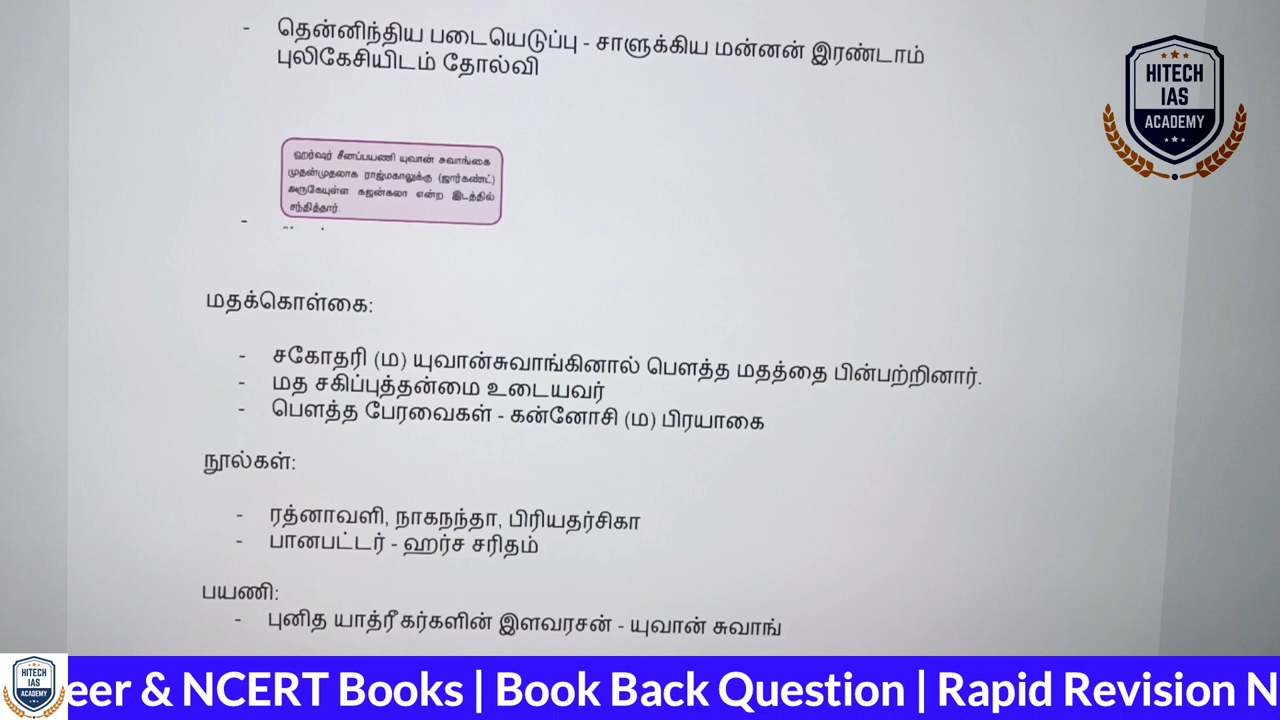 - தென்னிந்திய படையெடுப்பு - சாளுக்கிய மன்னன் இரண்டாம்
புலிகேசியிடம் தோல்வி
HITECH
IAS
ACADEMY
ஹர்ஷர் சீனப்பயணி யுவான் சுவாங்கை
முதன்முதலாக ராஜ்மகாலுக்கு (ஜார்கண்ட்)
அருகேயுள்ள கஜன்கலா என்ற இடத்தில்
சந்தித்தார்.
-
மதக்கொள்கை:
- சகோதரி (ம) யுவான்சுவாங்கினால் பௌத்த மதத்தை பின்பற்றினார்.
- மத சகிப்புத்தன்மை உடையவர்
- பௌத்த பேரவைகள் - கன்னோசி (ம) பிரயாகை
நூல்கள்:
- ரத்னாவளி, நாகநந்தா, பிரியதர்சிகா
- பானபட்டர் - ஹர்ச சரிதம்
பயணி:
- புனித யாத்ரீகர்களின் இளவரசன் - யுவான் சுவாங்
HITECH
IAS
ACADEMY
eer & NCERT Books | Book Back Question | Rapid Revision N